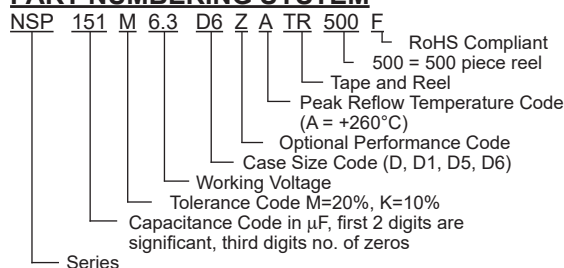 PART NUMBERING SYSTEM
NSP 151 M 6.3 D6 Z A TR 500 F
RoHS Compliant
500 = 500 piece reel
Tape and Reel
Peak Reflow Temperature Code
(A = +260°C)
Optional Performance Code
Case Size Code (D, D1, D5, D6)
Working Voltage
Tolerance Code M=20%, K=10%
Capacitance Code in μF, first 2 digits are
significant, third digits no. of zeros
Series